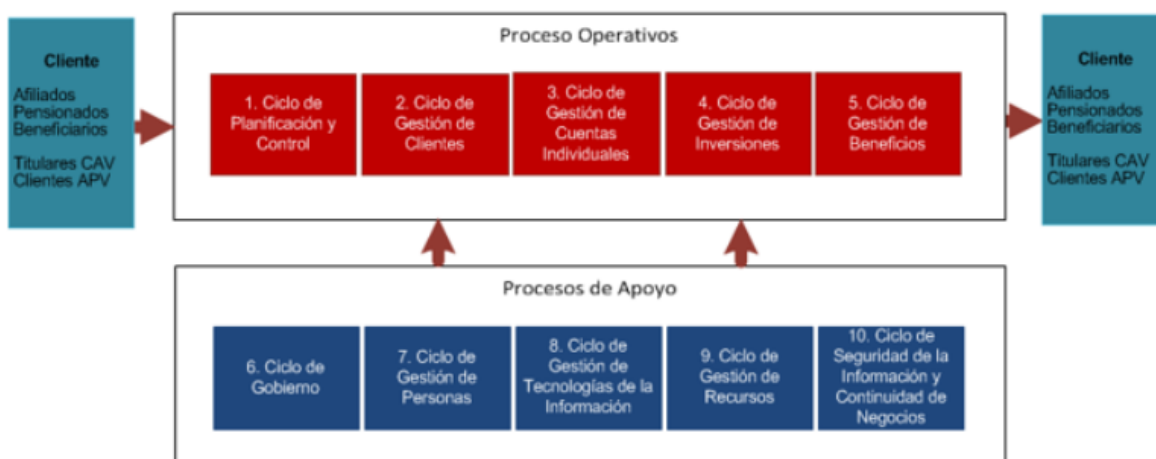 Cliente
Afiliados
Pensionados
Beneficiarios
Titulares CAV
Clientes APV
Proceso Operativos
1. Ciclo de
Planificación y
Control
2. Ciclo de
Gestión de
Clientes
3. Ciclo de
Gestión de
Cuentas
Individuales
4. Ciclo de
Gestión de
Inversiones
5. Ciclo de
Gestión de
Beneficios
Cliente
Afiliados
Pensionados
Beneficiarios
Titulares CAV
Clientes APV
Procesos de Apoyo
6. Ciclo de
Gobierno
7. Ciclo de
Gestión de
Personas
8. Ciclo de
Gestión de
Tecnologías de la
Información
9. Ciclo de
Gestión de
Recursos
10. Ciclo de
Seguridad de la
Información y
Continuidad de
Negocios